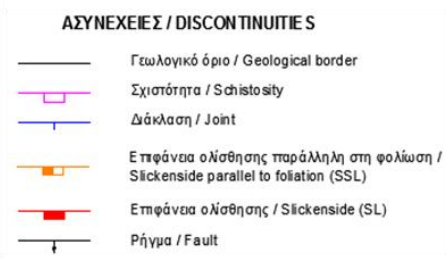 ΑΣΥΝΕΧΕΙΕΣ / DISCONTINUITIES
Γεωλογικό όριο / Geological border
Σχιστότητα / Schistosity
Διάκλαση / Joint
Επιφάνεια ολίσθησης παράλληλη στη φολίωση /
Slickenside parallel to foliation (SSL)
Επιφάνεια ολίσθησης / Slickenside (SL)
Ρήγμα / Fault